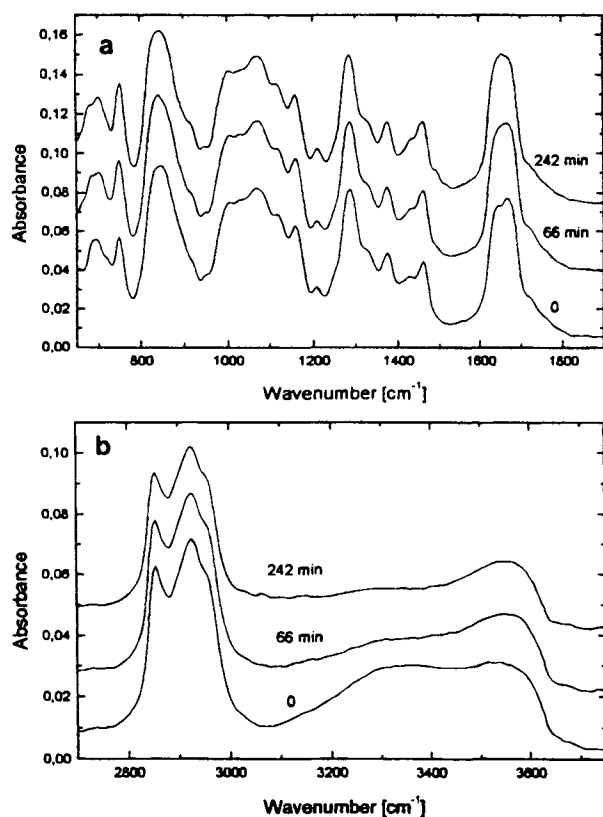 a
0,16
0,14
0,12
0,10
0,08
0,06
0,04
0,02
0,00
Absorbance
242 min
66 min
0
800 1000 1200 1400 1600 1800
Wavenumber [cm⁻¹]
b
0,10
0,08
0,06
0,04
0,02
0,00
Absorbance
242 min
66 min
0
2800 3000 3200 3400 3600
Wavenumber [cm⁻¹]